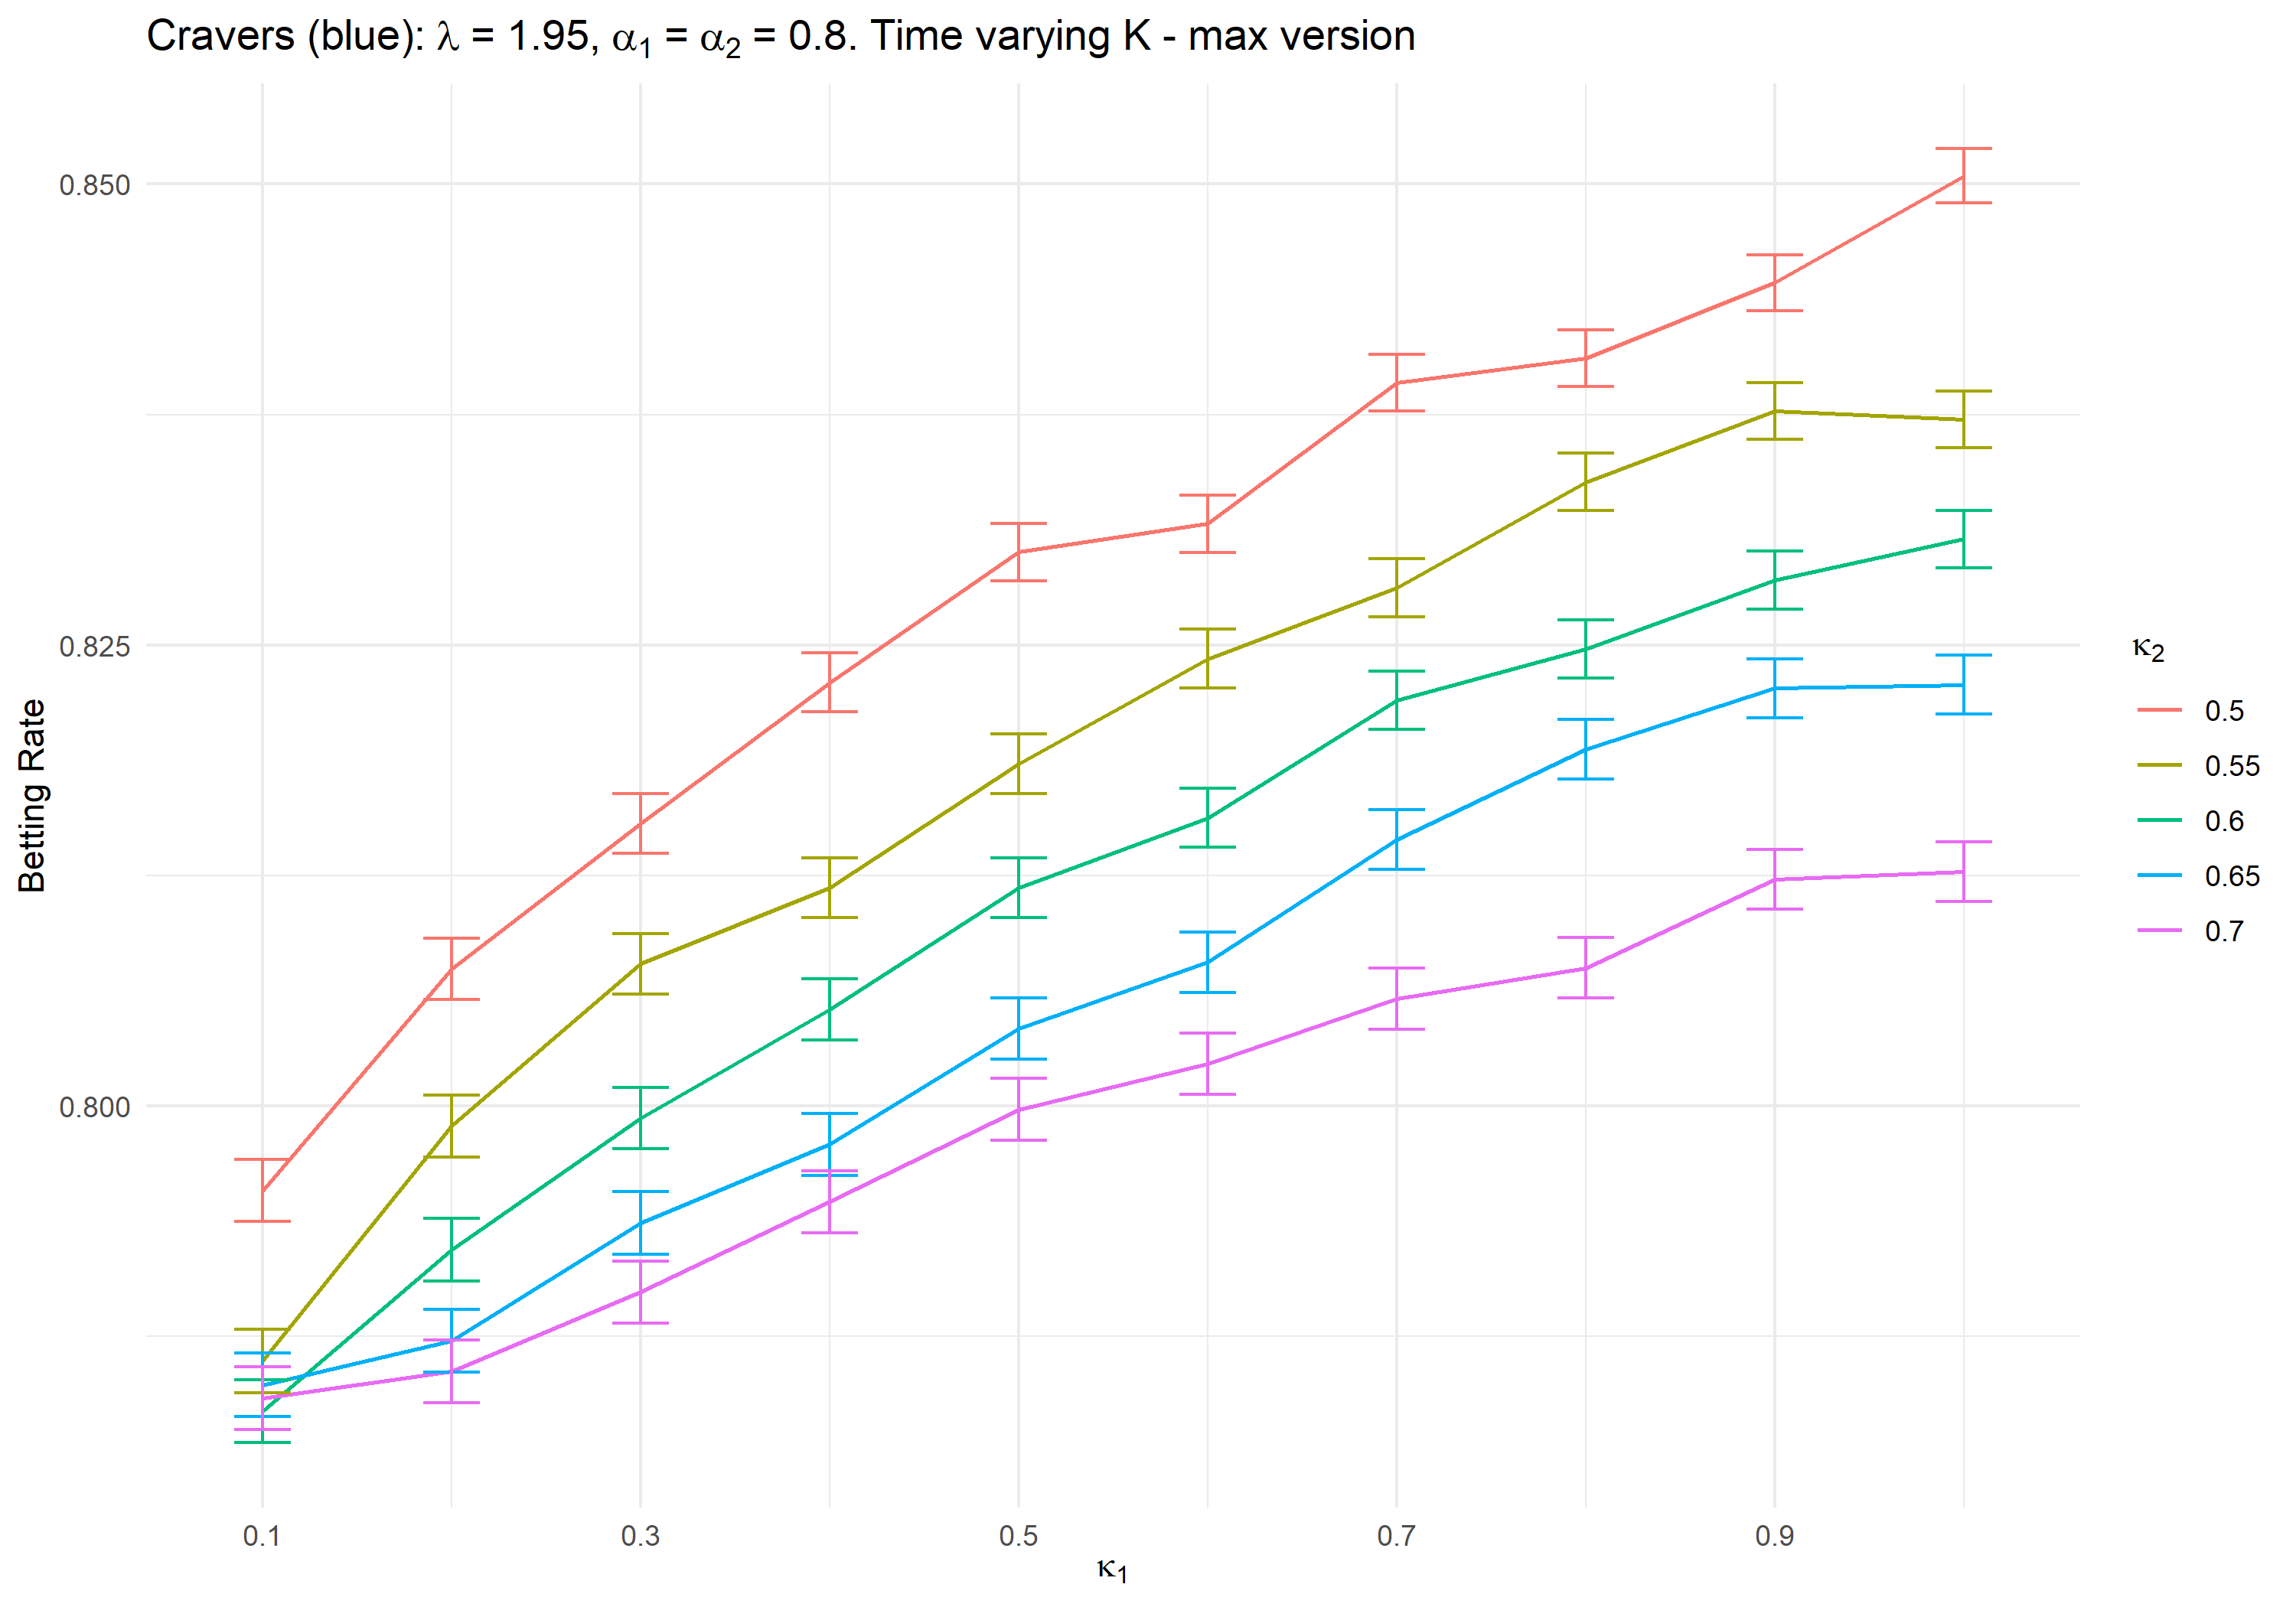 Cravers (blue): λ = 1.95, α₁ = α₂ = 0.8. Time varying K - max version
Betting Rate
0.850
0.825
0.800
0.1 0.3 0.5 0.7 0.9
κ₁
κ₂
0.5
0.55
0.6
0.65
0.7